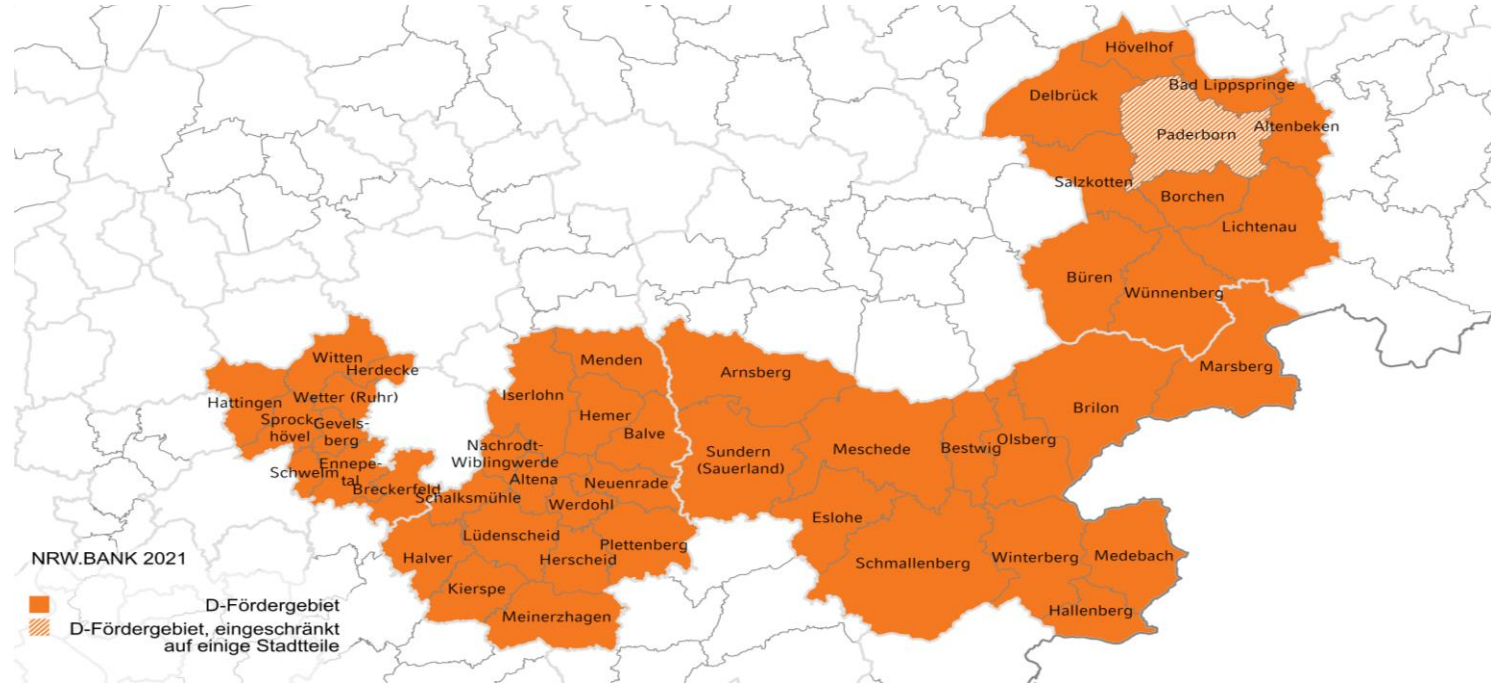 Hövelhof
Bad Lippspringe
Delbrück
Altenbeken
Paderborn
Salzkotten
Borchen
Lichtenau
Büren
Wünnenberg
Marsberg
Witten
Herdecke
Hattingen
Wetter (Ruhr)
Sprock-
hövel
Gevels-
berg
Ennepe-
tal
Schwelm
Breckerfeld
Menden
Iserlohn
Hemer
Balve
Nachrodt-
Wiblingwerde
Altena
Neuenrade
Schalksmühle
Werdohl
Lüdenscheid
Halver
Herscheid
Plettenberg
Kierspe
Meinerzhagen
Arnsberg
Sundern
(Sauerland)
Meschede
Bestwig
Olsberg
Brilon
Eslohe
Schmallenberg
Winterberg
Medebach
Hallenberg
NRW.BANK 2021
D-Fördergebiet
D-Fördergebiet, eingeschränkt
auf einige Stadtteile